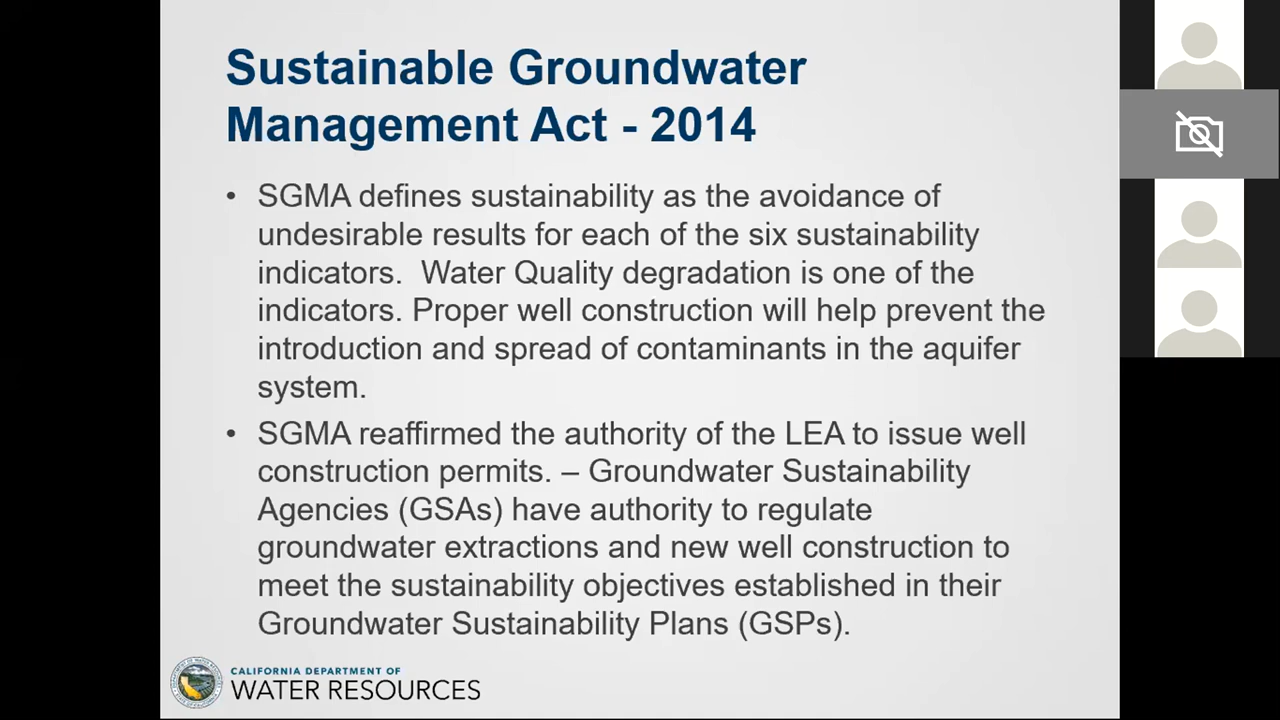 Sustainable Groundwater
Management Act - 2014
• SGMA defines sustainability as the avoidance of
undesirable results for each of the six sustainability
indicators.  Water Quality degradation is one of the
indicators. Proper well construction will help prevent the
introduction and spread of contaminants in the aquifer
system.
• SGMA reaffirmed the authority of the LEA to issue well
construction permits. – Groundwater Sustainability
Agencies (GSAs) have authority to regulate
groundwater extractions and new well construction to
meet the sustainability objectives established in their
Groundwater Sustainability Plans (GSPs).
CALIFORNIA DEPARTMENT OF
WATER RESOURCES